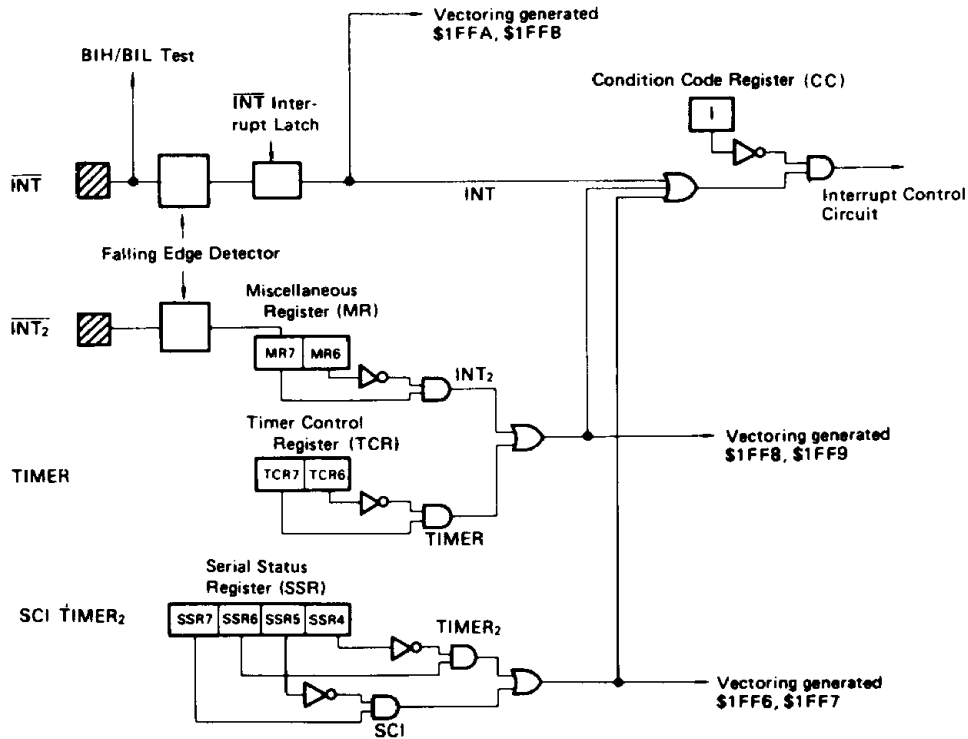 Vectoring generated
$1FFA, $1FFB
BIH/BIL Test
Condition Code Register (CC)
INT Inter-
rupt Latch
I
INT
INT
Interrupt Control
Circuit
Falling Edge Detector
Miscellaneous
Register (MR)
INT₂
MR7 MR6
INT₂
Timer Control
Register (TCR)
Vectoring generated
$1FF8, $1FF9
TIMER
TCR7 TCR6
TIMER
Serial Status
Register (SSR)
SCI TIMER₂
SSR7 SSR6 SSR5 SSR4
TIMER₂
Vectoring generated
$1FF6, $1FF7
SCI